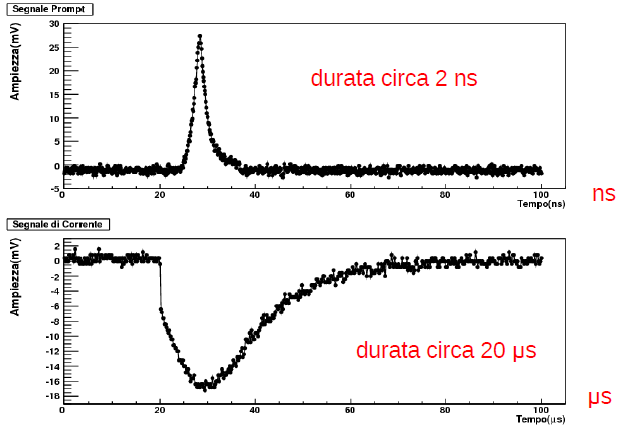 Segnale Prompt
Ampiezza(mV)
30
25
20
15
10
5
0
-5
durata circa 2 ns
0 20 40 60 80 100
Tempo(ns)
ns
Segnale di Corrente
Ampiezza(mV)
2
0
-2
-4
-6
-8
-10
-12
-14
-16
-18
durata circa 20 µs
0 20 40 60 80 100
Tempo(µs)
µs